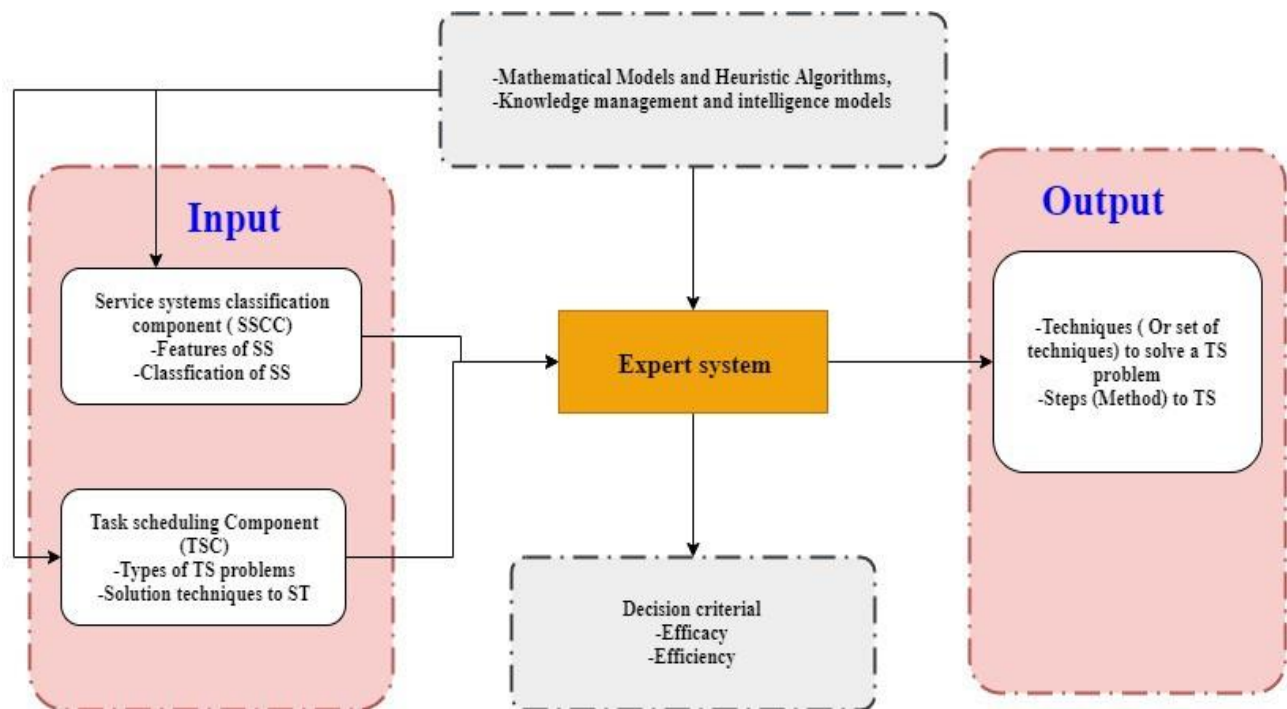 -Mathematical Models and Heuristic Algorithms,
-Knowledge management and intelligence models
Input
Service systems classification
component ( SSCC)
-Features of SS
-Classfication of SS
Task scheduling Component
(TSC)
-Types of TS problems
-Solution techniques to ST
Expert system
Decision criterial
-Efficacy
-Efficiency
Output
-Techniques ( Or set of
techniques) to solve a TS
problem
-Steps (Method) to TS